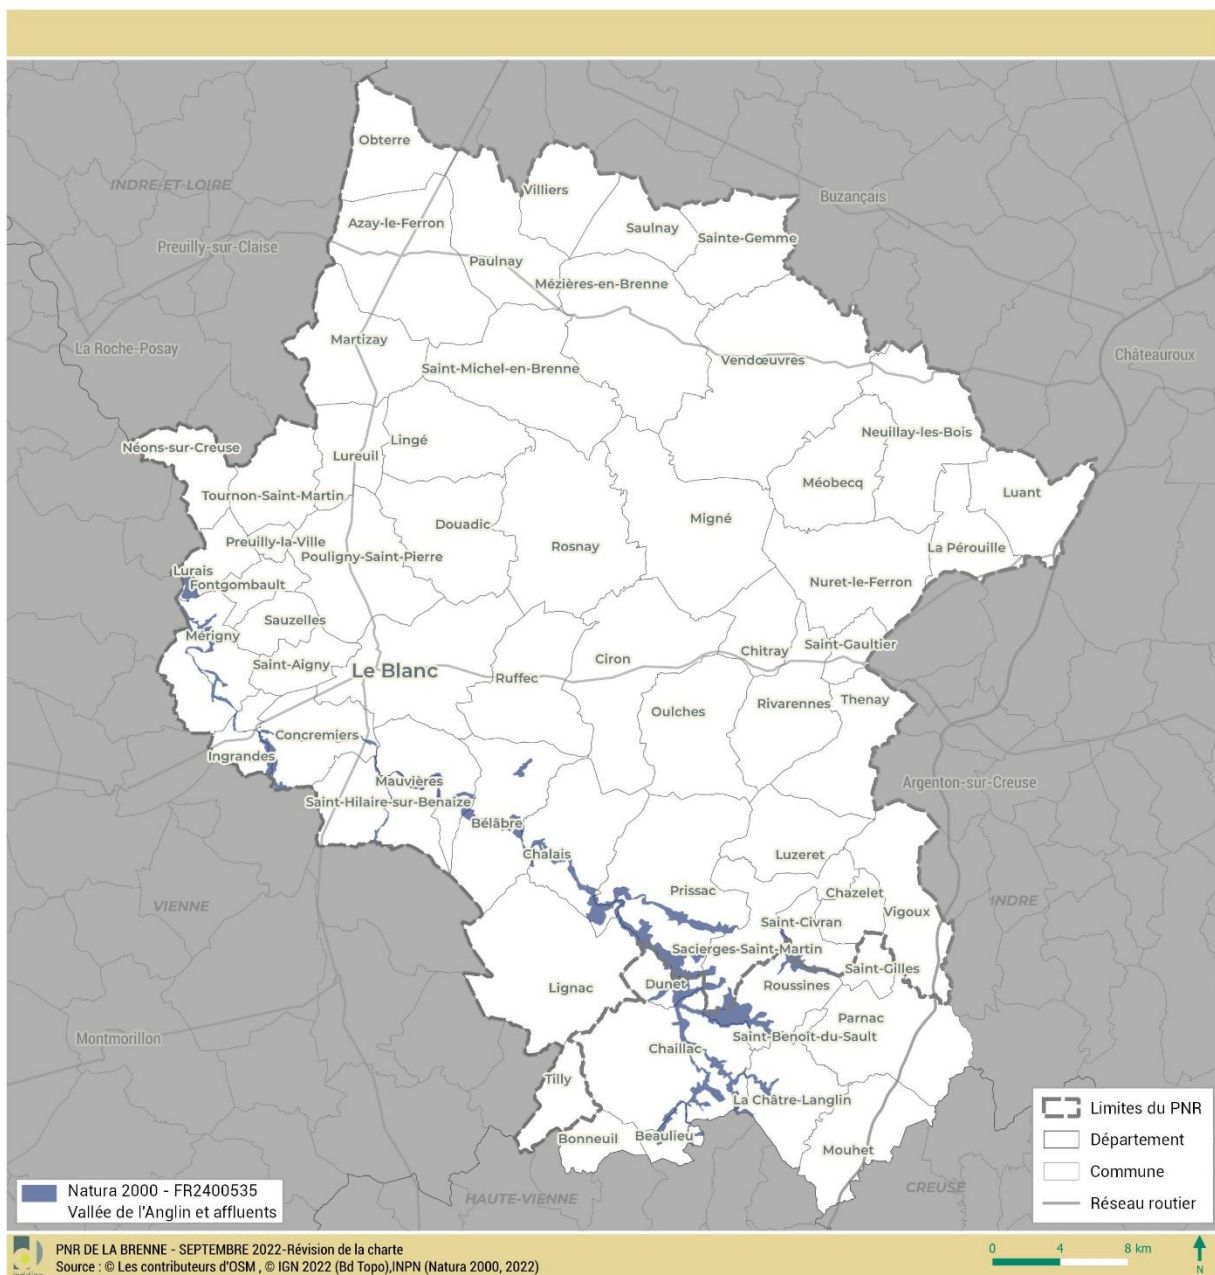 Obterre
INDRE-ET-LOIRE
Villiers
Buzançais
Azay-le-Ferron
Saulnay
Sainte-Gemme
Preuilly-sur-Claise
Paulnay
Mézières-en-Brenne
Martizay
La Roche-Posay
Châteauroux
Vendœuvres
Saint-Michel-en-Brenne
Neuillay-les-Bois
Lingé
Néons-sur-Creuse
Lureuil
Méobecq
Luant
Tournon-Saint-Martin
Douadic
Migné
Preuilly-la-Ville
Rosnay
La Pérouille
Pouligny-Saint-Pierre
Lurais
Fontgombault
Nuret-le-Ferron
Sauzelles
Mérigny
Saint-Gaultier
Chitray
Ciron
Saint-Aigny
Le Blanc
Ruffec
Thenay
Rivarennes
Oulches
Concremiers
Ingrandes
Mauvières
Argenton-sur-Creuse
Saint-Hilaire-sur-Benaize
Bélâbre
Chalais
Luzeret
Prissac
Chazelet
INDRE
VIENNE
Vigoux
Saint-Civran
Sacierges-Saint-Martin
Saint-Gilles
Dunet
Roussines
Lignac
Parnac
Saint-Benoît-du-Sault
Montmorillon
Chaillac
Tilly
La Châtre-Langlin
Bonneuil
Beaulieu
Mouhet
HAUTE-VIENNE
CREUSE
Limites du PNR
Département
Commune
Réseau routier
Natura 2000 - FR2400535
Vallée de l'Anglin et affluents
PNR DE LA BRENNE - SEPTEMBRE 2022-Révision de la charte
Source : © Les contributeurs d'OSM , © IGN 2022 (Bd Topo),INPN (Natura 2000, 2022)
0 4 8 km
N